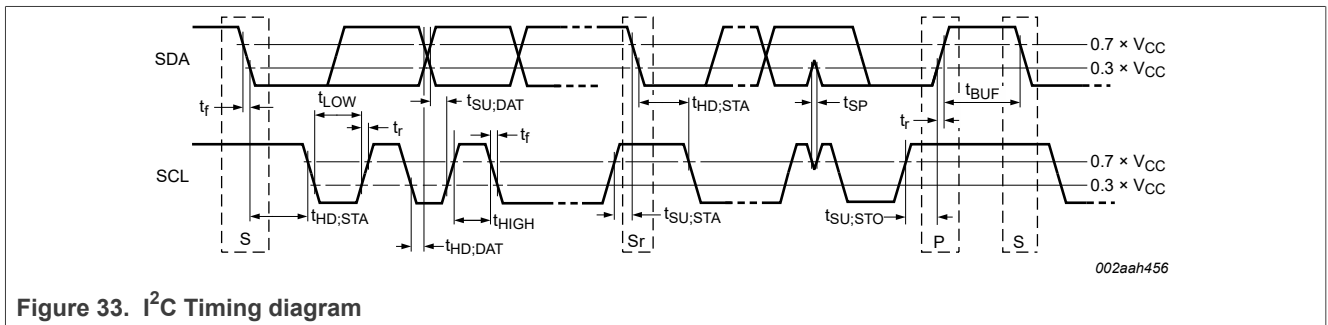 SDA
0.7 × VCC
0.3 × VCC
tf
tLOW
tr
tSU;DAT
tHD;STA
tSP
tr
tBUF
tf
SCL
0.7 × VCC
0.3 × VCC
tHD;STA
tHIGH
tSU;STA
tSU;STO
S
tHD;DAT
Sr
P
S
002aah456
Figure 33. I²C Timing diagram